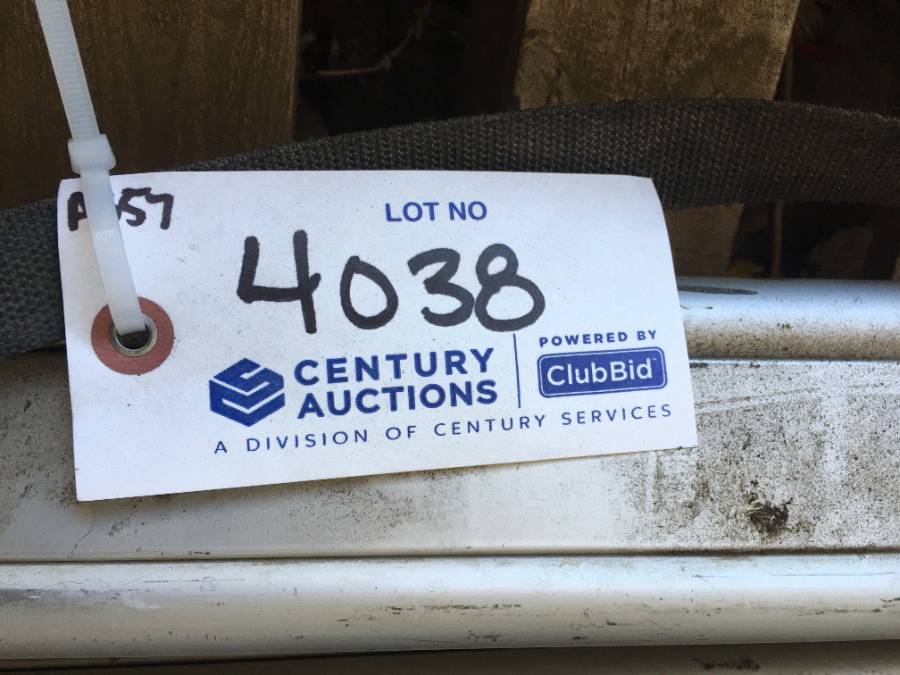 LOT NO
4038
CENTURY AUCTIONS
POWERED BY
ClubBid
A DIVISION OF CENTURY SERVICES